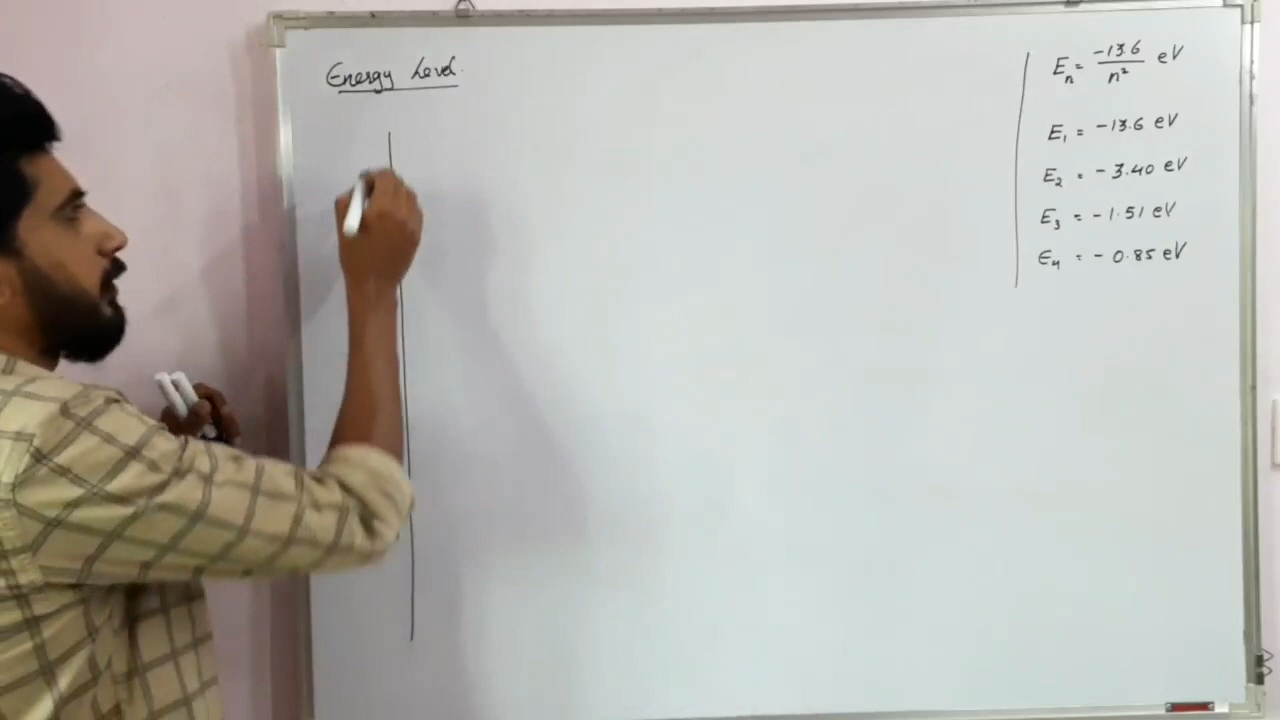 Energy Level.
Eₙ = -13.6/n² eV
E₁ = -13.6 eV
E₂ = -3.40 eV
E₃ = -1.51 eV
E₄ = -0.85 eV